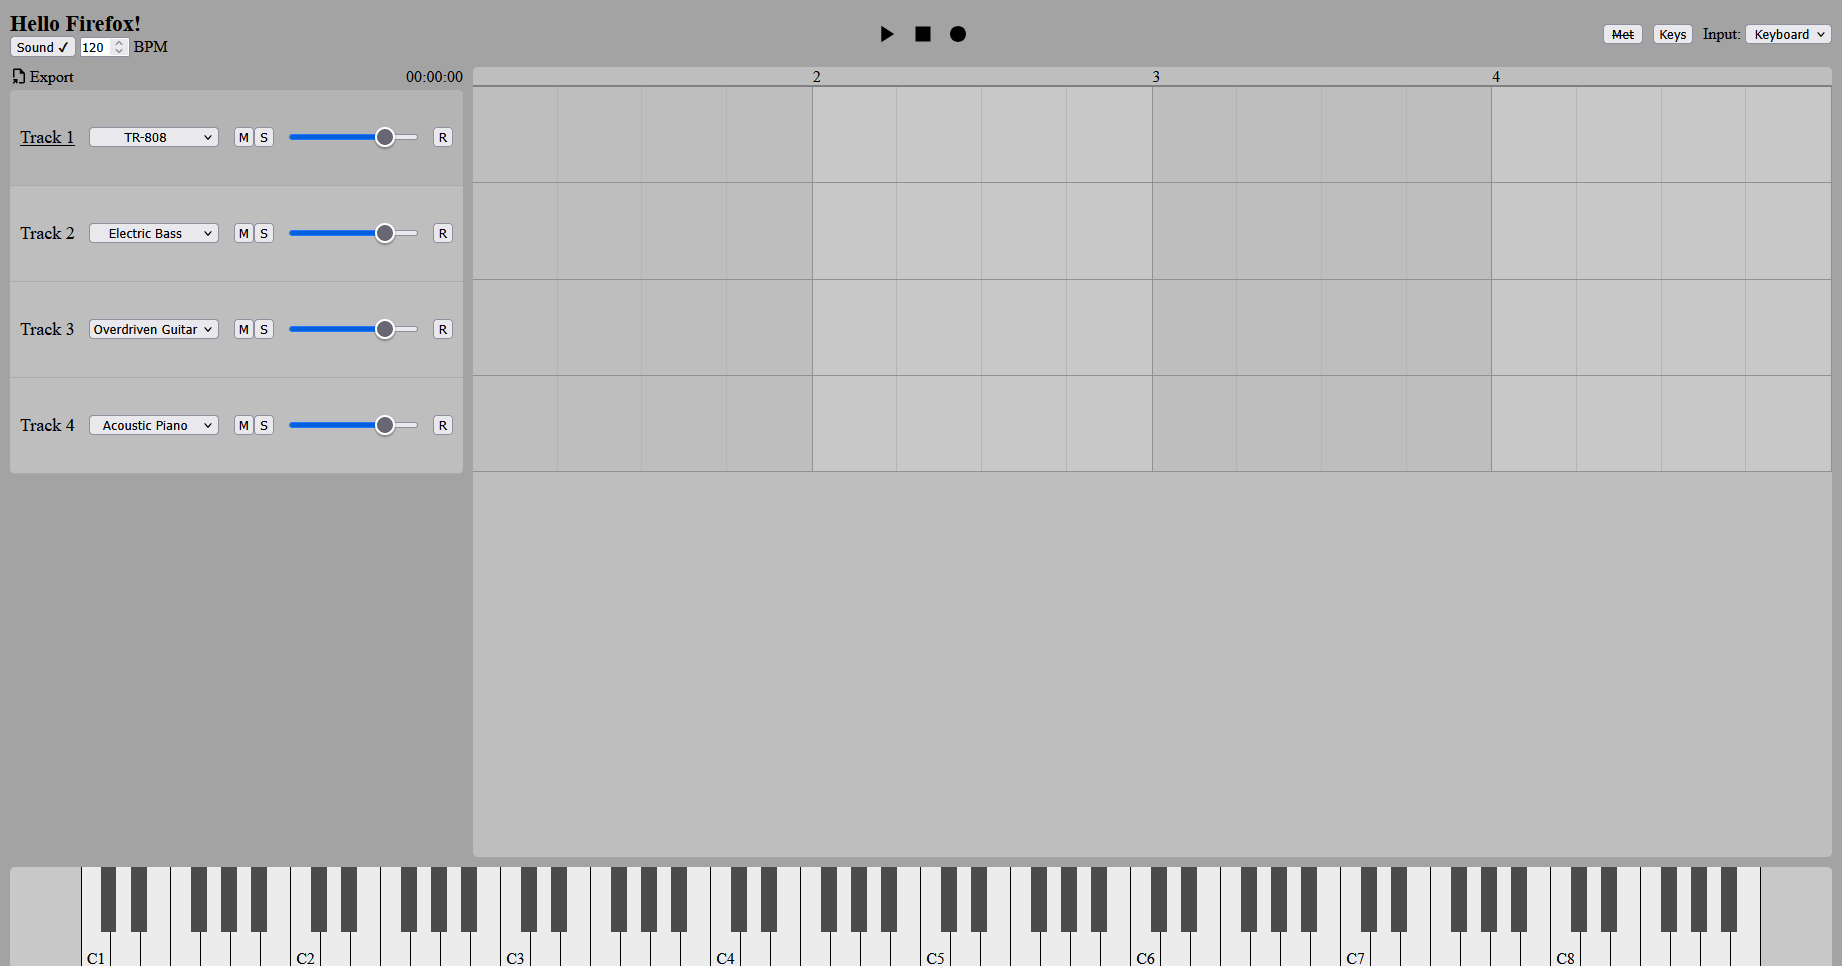 Hello Firefox!
Sound ✓ 120 BPM
Met Keys Input: Keyboard
Export 00:00:00
2 3 4
Track 1 TR-808 M S R
Track 2 Electric Bass M S R
Track 3 Overdriven Guitar M S R
Track 4 Acoustic Piano M S R
C1 C2 C3 C4 C5 C6 C7 C8